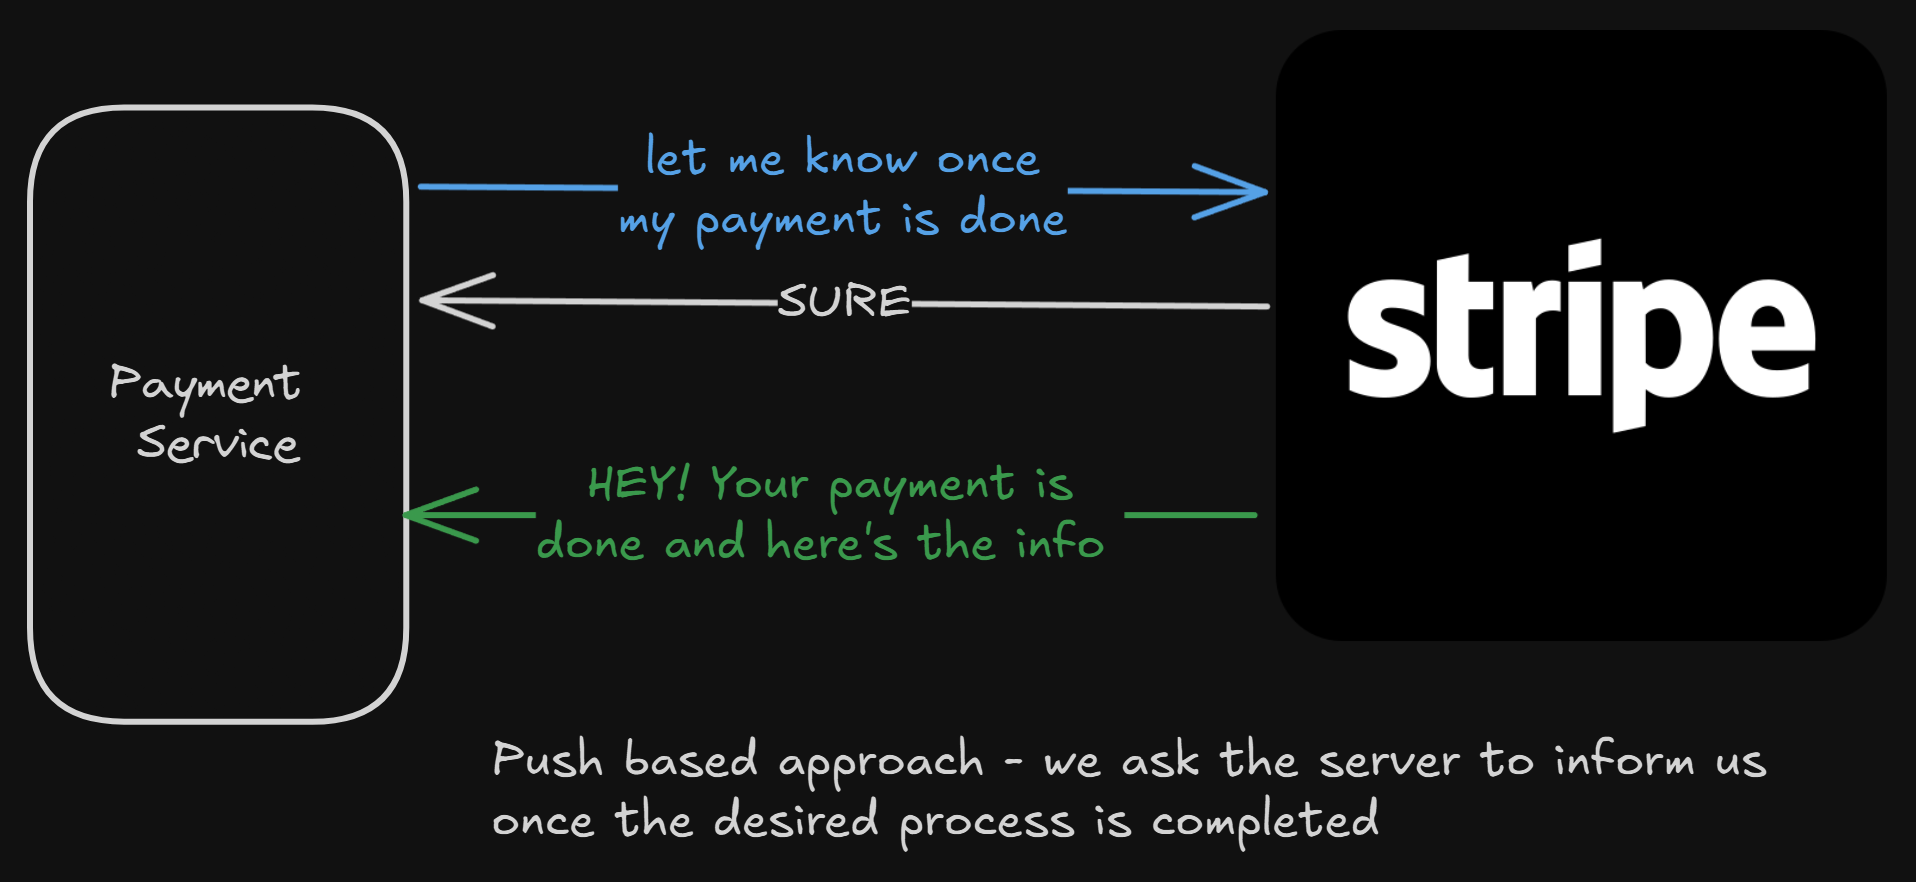 let me know once
my payment is done
SURE
stripe
Payment
Service
HEY! Your payment is
done and here's the info
Push based approach - we ask the server to inform us
once the desired process is completed